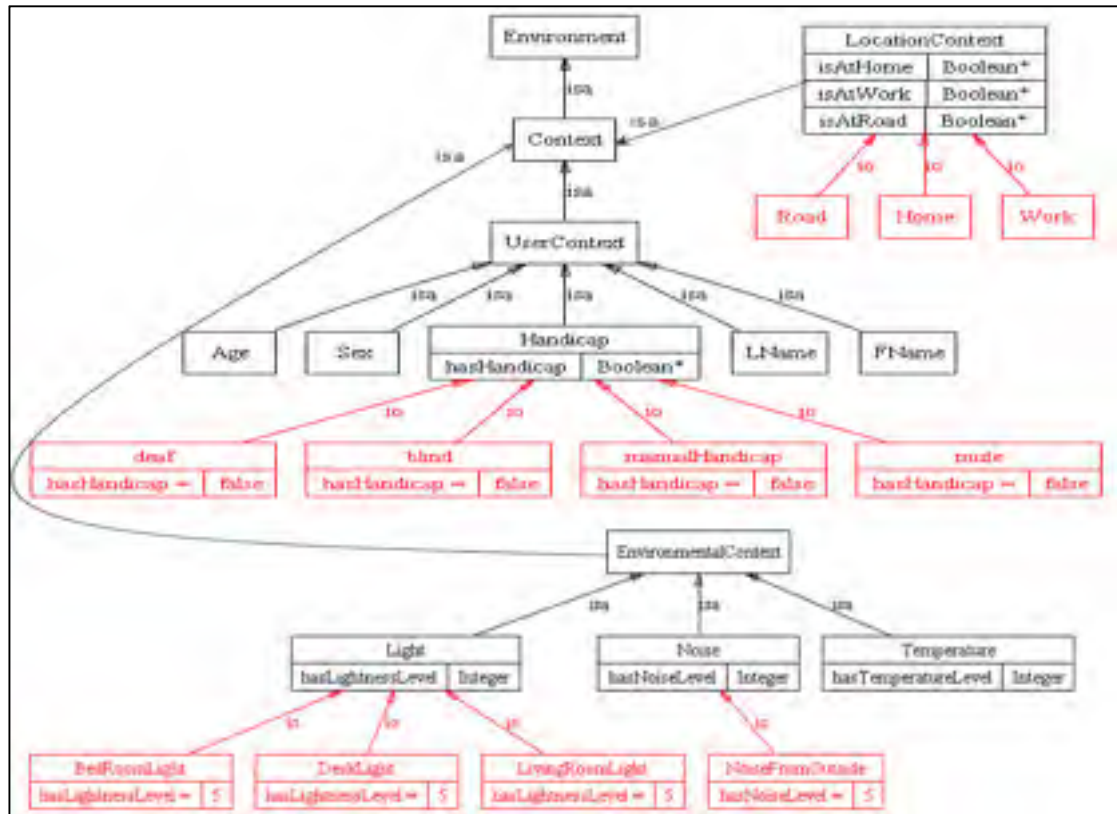 Environment
LocationContext
isAtHome Boolean*
isAtWork Boolean*
isAtRoad Boolean*
isa
isa
Context
isa
isa
io
io
io
Road
Home
Work
UserContext
isa
isa
isa
isa
isa
Age
Sex
Handicap
hasHandicap Boolean*
LName
FName
io
io
io
io
deaf
hasHandicap = false
blind
hasHandicap = false
manualHandicap
hasHandicap = false
mute
hasHandicap = false
EnvironmentalContext
isa
isa
isa
Light
hasLightnessLevel Integer
Noise
hasNoiseLevel Integer
Temperature
hasTemperatureLevel Integer
io
io
io
io
BedRoomLight
hasLightnessLevel = 5
DeskLight
hasLightnessLevel = 5
LivingRoomLight
hasLightnessLevel = 5
NoiseFromOutside
hasNoiseLevel = 5